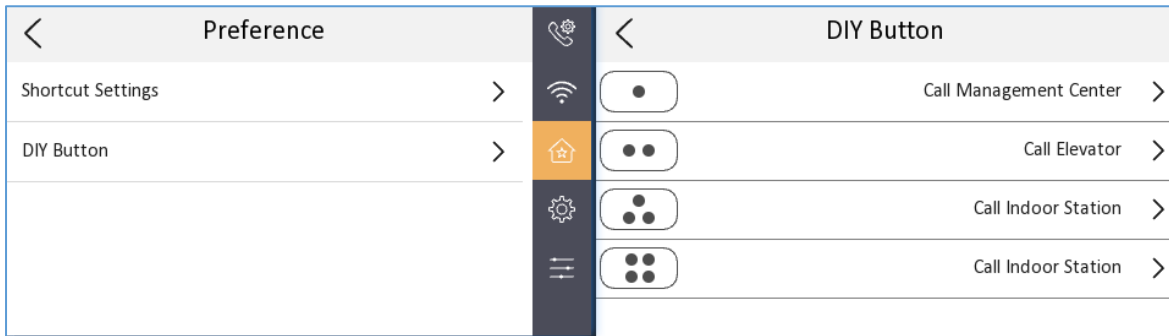 Preference
Shortcut Settings
DIY Button
DIY Button
Call Management Center
Call Elevator
Call Indoor Station
Call Indoor Station